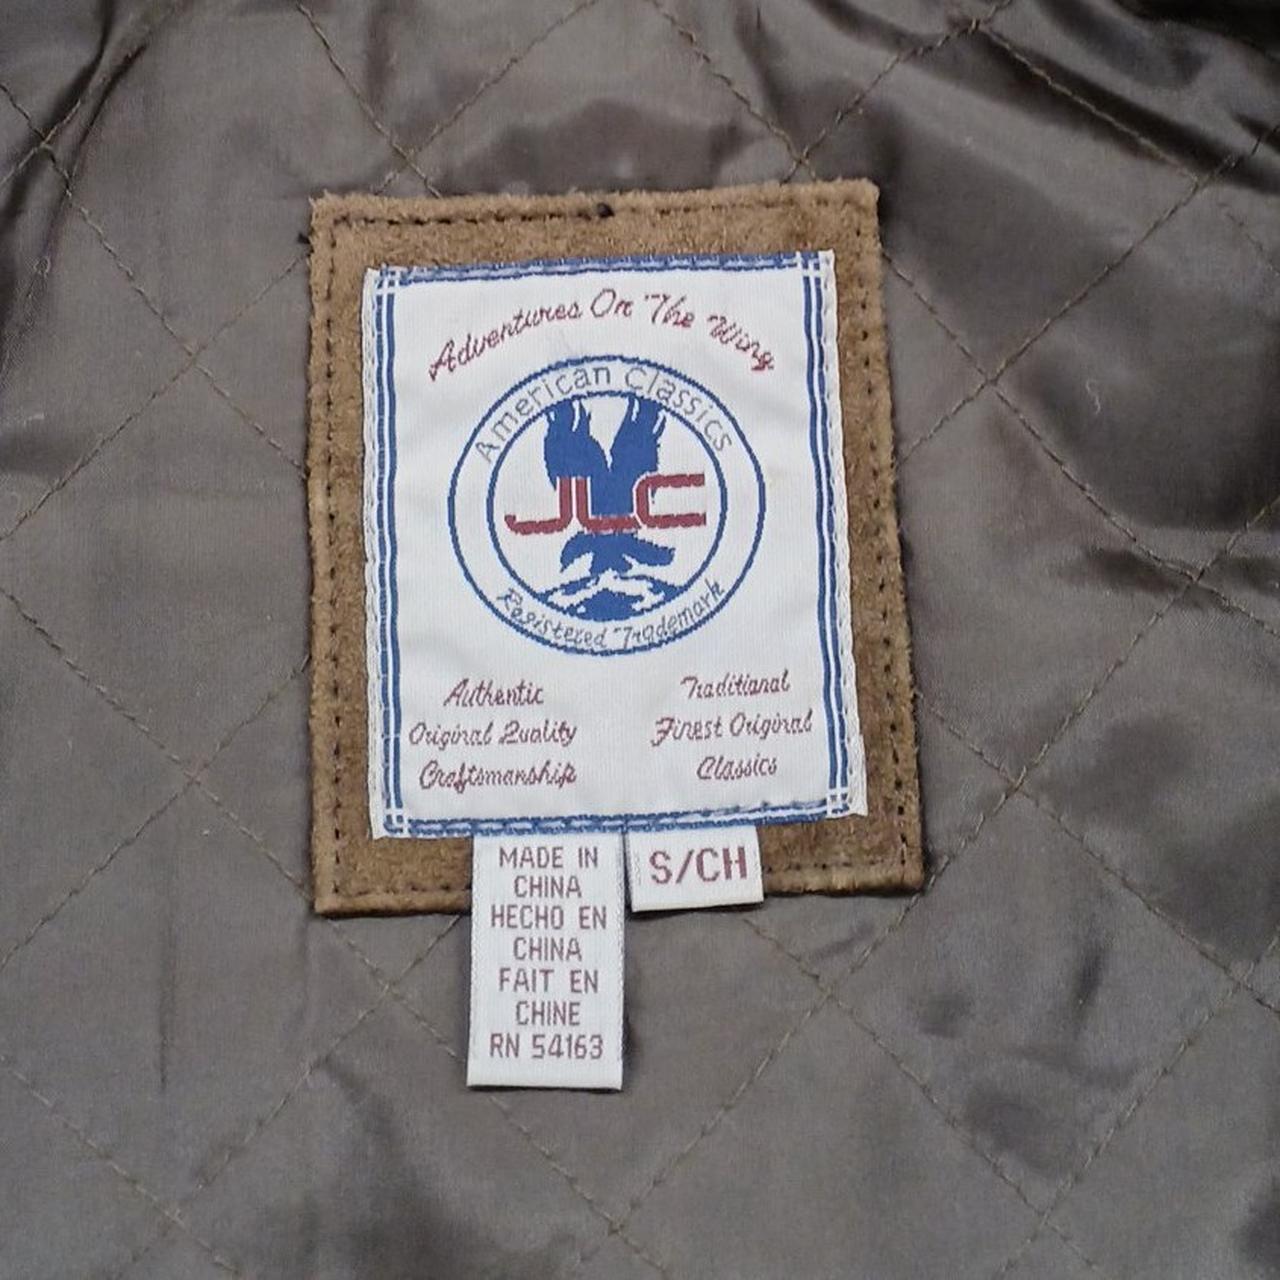 Adventures On The Wing
American Classics
JLC
Registered Trademark
Authentic
Original Quality
Craftsmanship
Traditional
Finest Original
Classics
MADE IN
CHINA
HECHO EN
CHINA
FAIT EN
CHINE
RN 54163
S/CH